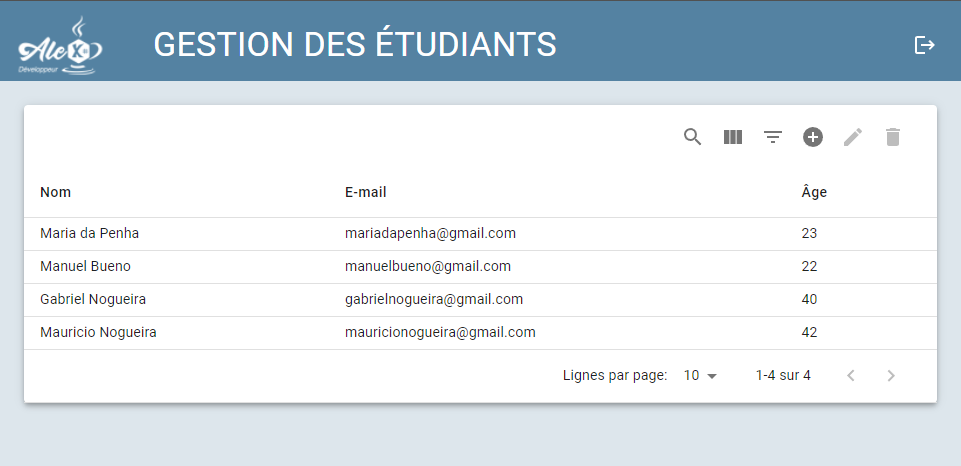 AleX
Développeur
GESTION DES ÉTUDIANTS
Nom E-mail Âge
Maria da Penha mariadapenha@gmail.com 23
Manuel Bueno manuelbueno@gmail.com 22
Gabriel Nogueira gabrielnogueira@gmail.com 40
Mauricio Nogueira mauricionogueira@gmail.com 42
Lignes par page: 10 1-4 sur 4